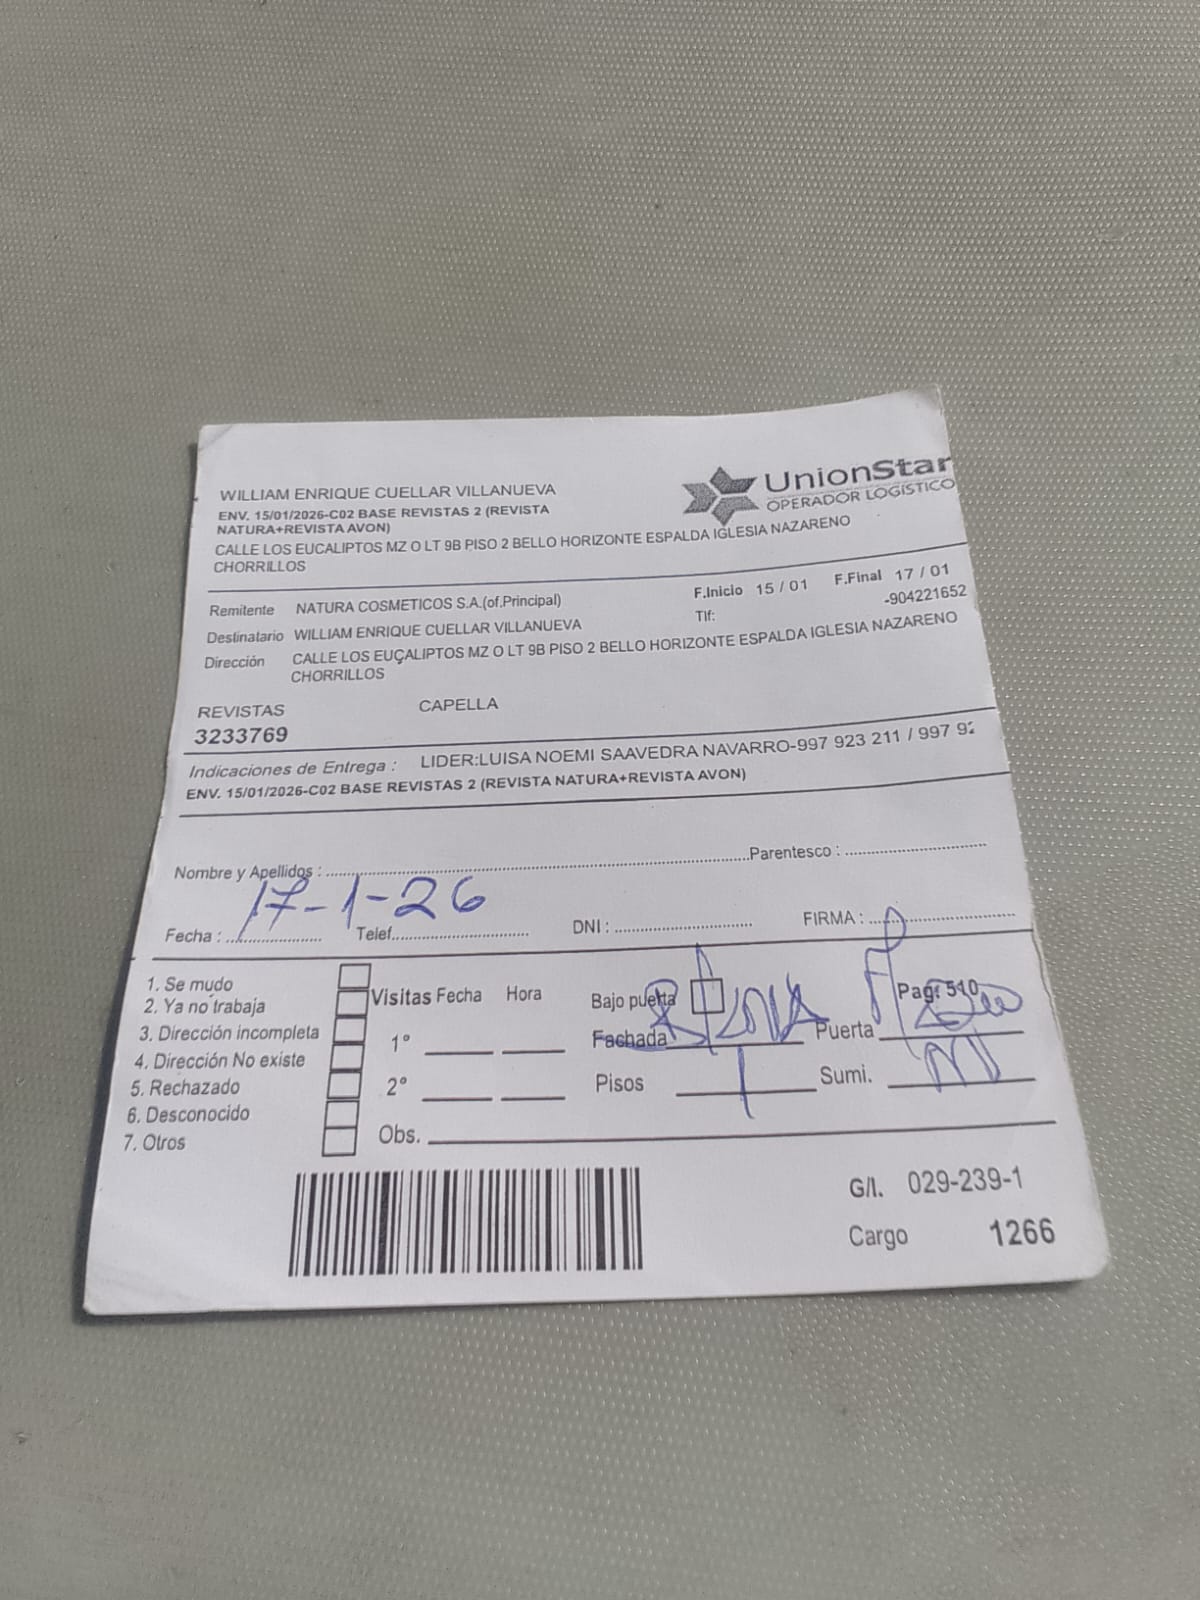 UnionStar
OPERADOR LOGÍSTICO
WILLIAM ENRIQUE CUELLAR VILLANUEVA
ENV. 15/01/2026-C02 BASE REVISTAS 2 (REVISTA
NATURA+REVISTA AVON)
CALLE LOS EUCALIPTOS MZ O LT 9B PISO 2 BELLO HORIZONTE ESPALDA IGLESIA NAZARENO
CHORRILLOS
Remitente NATURA COSMETICOS S.A.(of.Principal) F.Inicio 15 / 01 F.Final 17 / 01
Destinatario WILLIAM ENRIQUE CUELLAR VILLANUEVA Tlf: -904221652
Dirección CALLE LOS EUCALIPTOS MZ O LT 9B PISO 2 BELLO HORIZONTE ESPALDA IGLESIA NAZARENO
CHORRILLOS
REVISTAS CAPELLA
3233769
Indicaciones de Entrega : LIDER:LUISA NOEMI SAAVEDRA NAVARRO-997 923 211 / 997 92
ENV. 15/01/2026-C02 BASE REVISTAS 2 (REVISTA NATURA+REVISTA AVON)
Nombre y Apellidos : Parentesco :
17-1-26
Fecha : Telef. DNI : FIRMA :
1. Se mudo
2. Ya no trabaja
3. Dirección incompleta
4. Dirección No existe
5. Rechazado
6. Desconocido
7. Otros
Visitas Fecha Hora
1°
2°
Obs.
Bajo puerta Pag: 510
Fachada Puerta
Pisos 1 Sumi.
G/I. 029-239-1
Cargo 1266